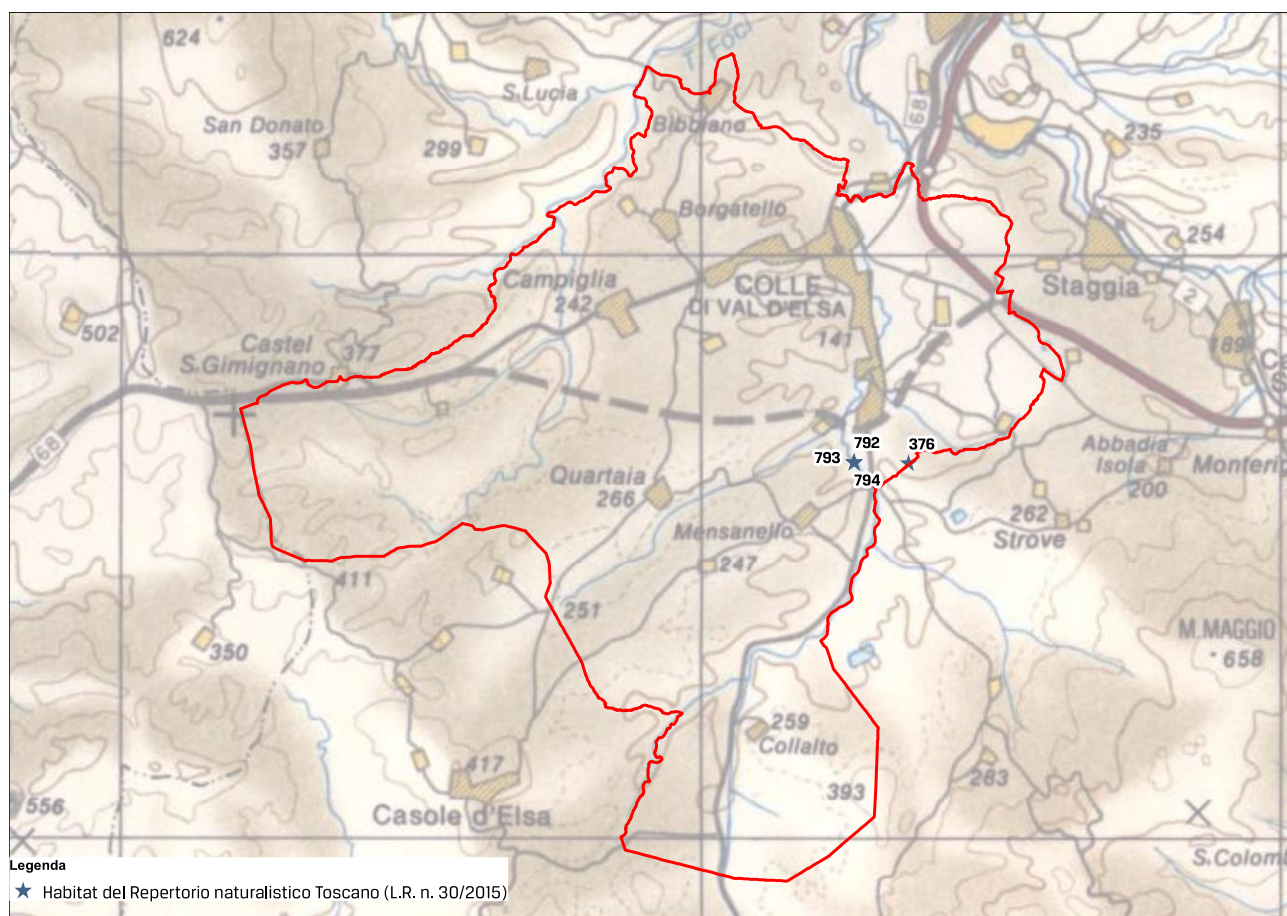 624
T. Foci
S. Lucia
68
San Donato
357
299
Bibbiano
235
Borgatello
254
Campiglia
242
COLLE
DI VAL D'ELSA
141
Staggia
2
502
Castel
S. Gimignano
377
189
68
792
793
376
794
Abbadia
Isola
200
Monteri
Quartaia
266
Mensanello
262
Strove
247
411
251
350
M. MAGGIO
658
259
Collalto
417
393
283
556
Casole d'Elsa
S. Colom
Legenda
Habitat del Repertorio naturalistico Toscano (L.R. n. 30/2015)